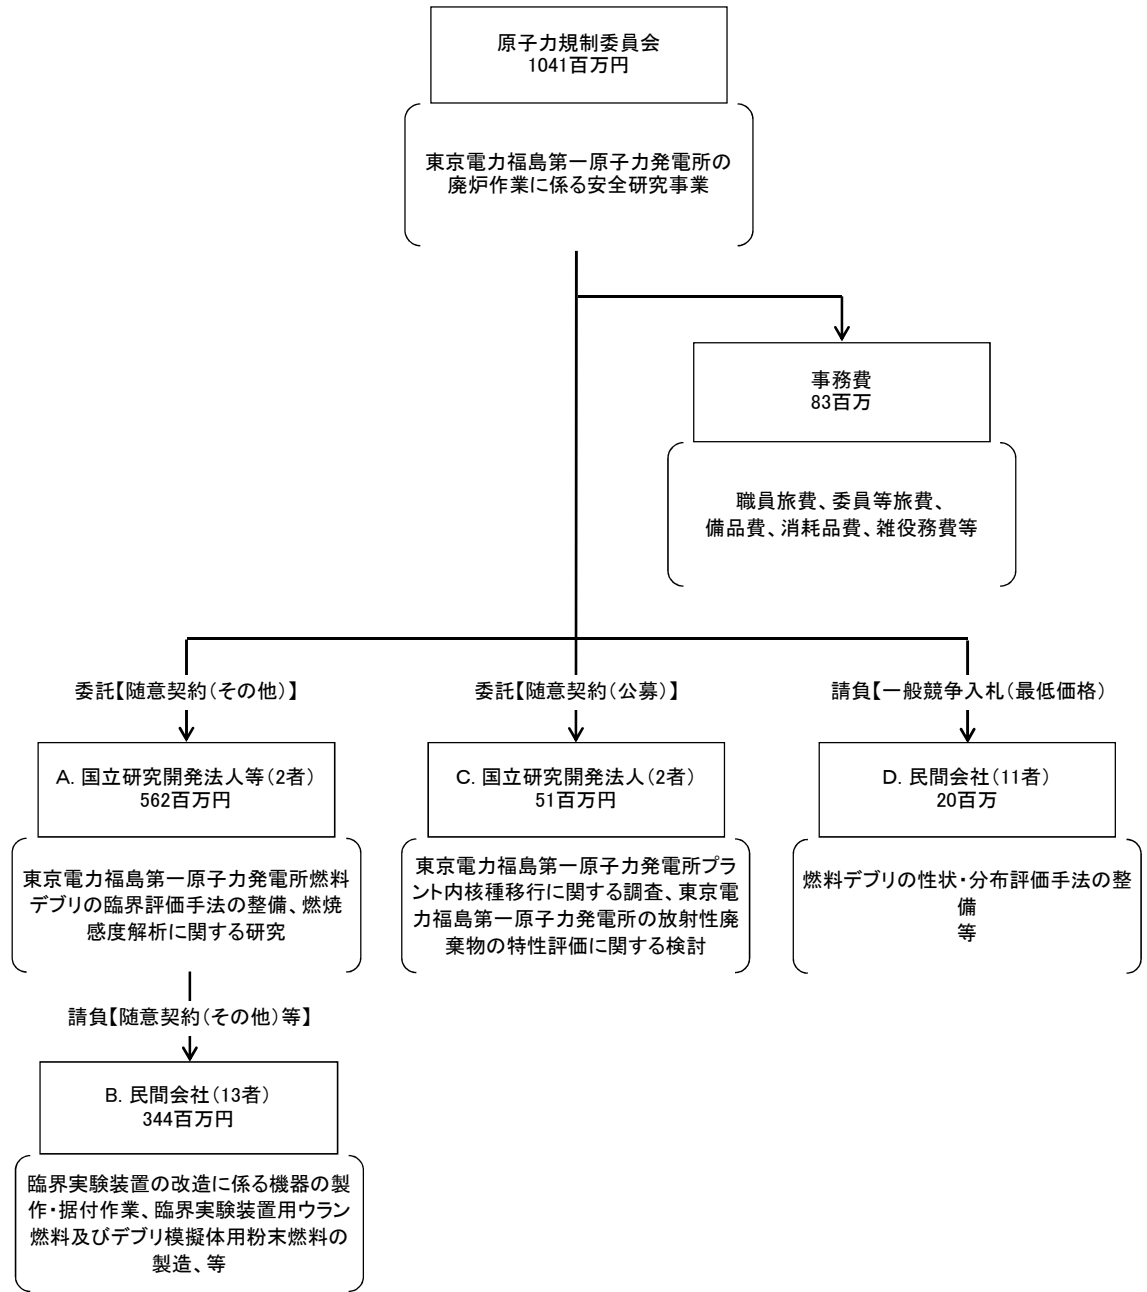 原子力規制委員会
1041百万円
東京電力福島第一原子力発電所の
廃炉作業に係る安全研究事業
事務費
83百万
職員旅費、委員等旅費、
備品費、消耗品費、雑役務費等
委託【随意契約(その他)】
委託【随意契約(公募)】
請負【一般競争入札(最低価格)
A. 国立研究開発法人等(2者)
562百万円
C. 国立研究開発法人(2者)
51百万円
D. 民間会社(11者)
20百万
東京電力福島第一原子力発電所燃料
デブリの臨界評価手法の整備、燃焼
感度解析に関する研究
東京電力福島第一原子力発電所プラ
ント内核種移行に関する調査、東京電
力福島第一原子力発電所の放射性廃
棄物の特性評価に関する検討
燃料デブリの性状・分布評価手法の整
備
等
請負【随意契約(その他)等】
B. 民間会社(13者)
344百万円
臨界実験装置の改造に係る機器の製
作・据付作業、臨界実験装置用ウラン
燃料及びデブリ模擬体用粉末燃料の
製造、等